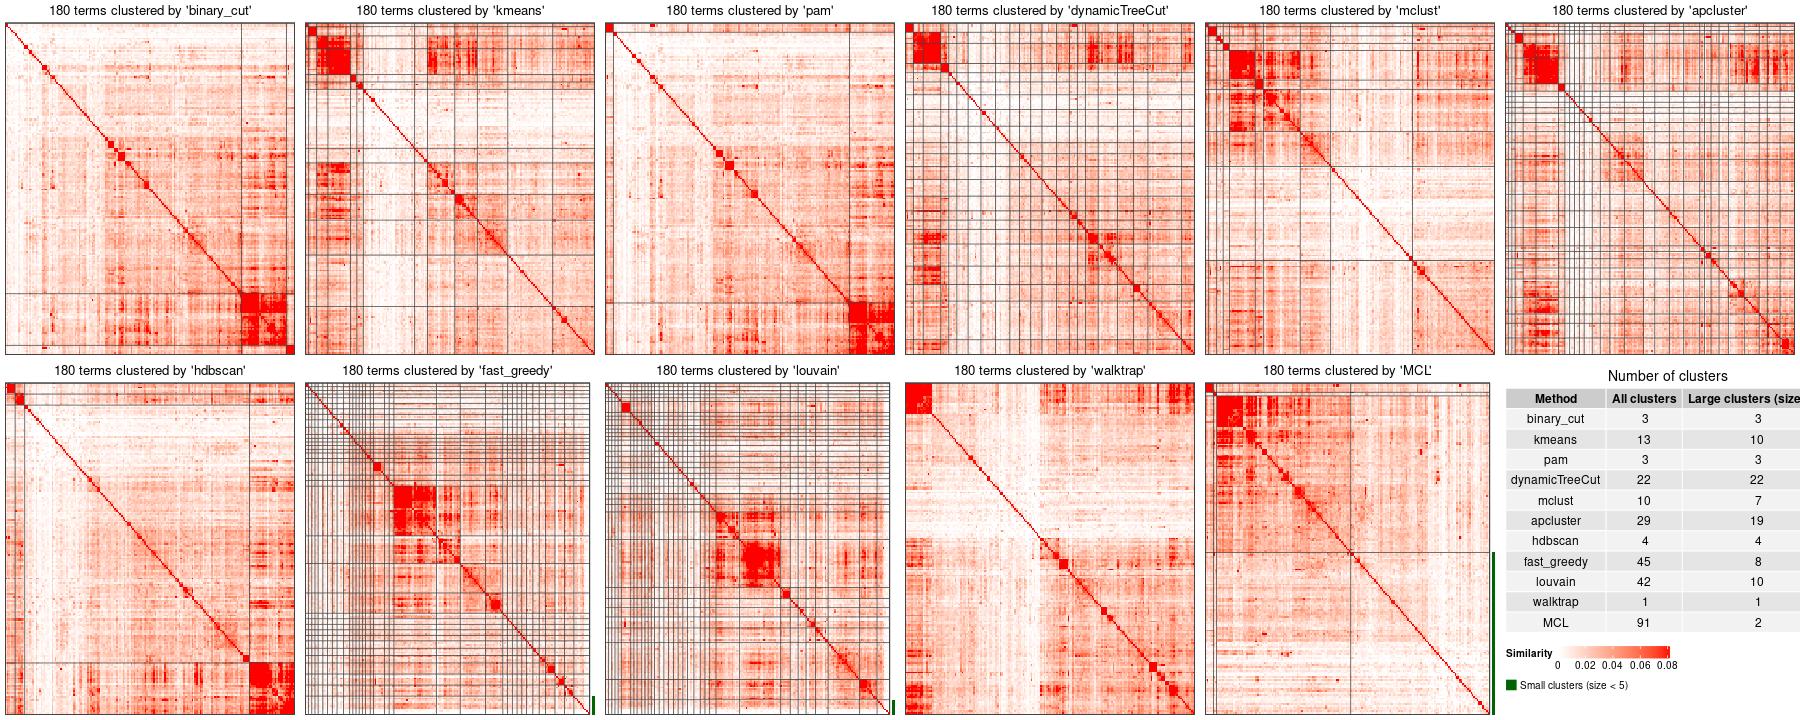 180 terms clustered by 'binary_cut'
180 terms clustered by 'kmeans'
180 terms clustered by 'pam'
180 terms clustered by 'dynamicTreeCut'
180 terms clustered by 'mclust'
180 terms clustered by 'apcluster'
180 terms clustered by 'hdbscan'
180 terms clustered by 'fast_greedy'
180 terms clustered by 'louvain'
180 terms clustered by 'walktrap'
180 terms clustered by 'MCL'
Number of clusters
Method All clusters Large clusters (size
binary_cut 3 3
kmeans 13 10
pam 3 3
dynamicTreeCut 22 22
mclust 10 7
apcluster 29 19
hdbscan 4 4
fast_greedy 45 8
louvain 42 10
walktrap 1 1
MCL 91 2
Similarity
0 0.02 0.04 0.06 0.08
Small clusters (size < 5)